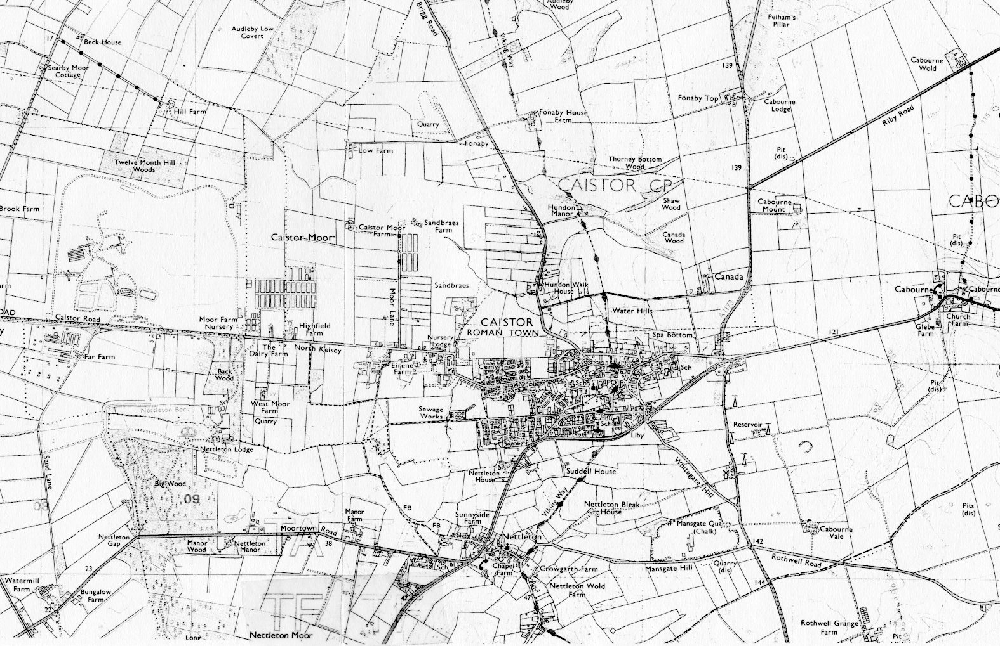 Audleby
Wood
Brigg Road
Viking Way
Pelham's
Pillar
Audleby Low
Covert
17
Beck House
Searby Moor
Cottage
139
Cabourne
Wold
Hill Farm
Fonaby Top
Cabourne
Lodge
Fonaby House
Farm
Riby Road
120
115
Quarry
Fonaby
Low Farm
Pit
(dis)
Twelve Month Hill
Woods
Thorney Bottom
Wood
139
CAISTOR CP
Brook Farm
Hundon
Manor
Shaw
Wood
Cabourne
Mount
CABO
Caistor Moor
Farm
Sandbraes
Farm
Caistor Moor
Canada
Wood
Pit
(dis)
Canada
Sandbraes
Hundon Walk
House
Cabourne
Cabourne
Moor Lane
Water Hills
A1173
OAD
Caistor Road
Moor Farm
Nursery
Highfield
Farm
CAISTOR
ROMAN TOWN
Church
Farm
Glebe
Farm
121
Spa Bottom
Nursery
Lodge
The
Dairy Farm
North Kelsey
Far Farm
Eirene
Farm
Cemy
Sch
Back
Wood
Sch
PO
Pit
(dis)
West Moor
Farm
Quarry
Nettleton Beck
Sewage
Works
Sch
Liby
Reservoir
Nettleton Lodge
Sand Lane
Nettleton
House
Suddell House
Whitegate Hill
Big Wood
09
Viking Way
Nettleton Bleak
House
FB
Manor
Farm
Sunnyside
Farm
FB
Pits
(dis)
Mansgate Quarry
(Chalk)
Cabourne
Vale
Moortown Road
38
Nettleton
Gap
Manor
Wood
Nettleton
Manor
Nettleton
142
Rothwell Road
Sch
PO
Chapel
Farm
Crowgarth Farm
Mansgate Hill
Quarry
(dis)
23
144
Watermill
Farm
Bungalow
Farm
Nettleton Wold
Farm
47
47
22
TF
Rothwell Grange
Farm
Nettleton Moor
Long
Pit